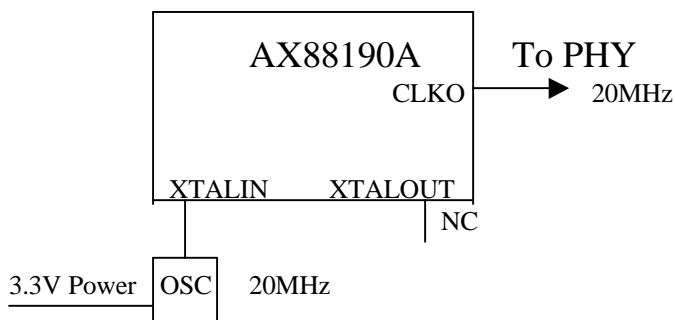 AX88190A To PHY
CLKO 20MHz
XTALIN XTALOUT
NC
3.3V Power OSC 20MHz